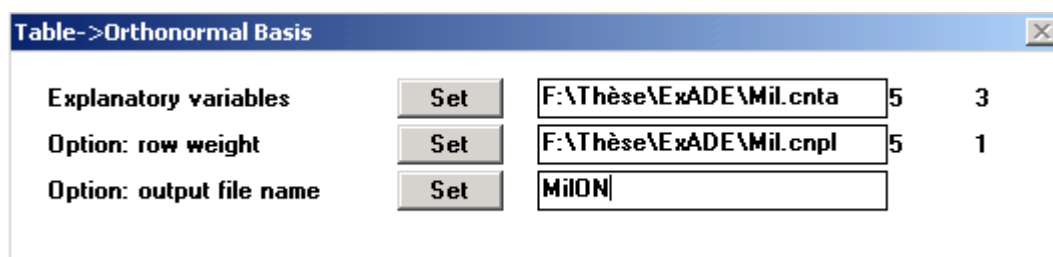 Table->Orthonormal Basis
Explanatory variables Set F:\Thèse\ExADE\Mil.cnta 5 3
Option: row weight Set F:\Thèse\ExADE\Mil.cnpl 5 1
Option: output file name Set MilON